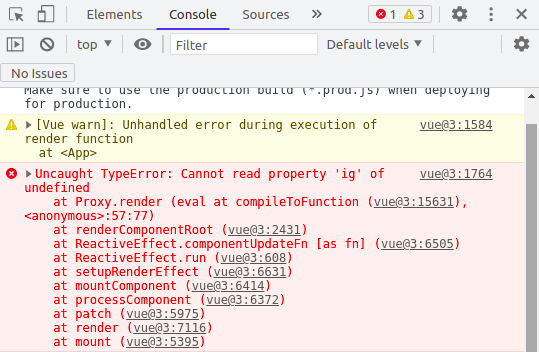 Elements Console Sources » 1 3
top Filter Default levels
No Issues
Make sure to use the production build (*.prod.js) when deploying
for production.
[Vue warn]: Unhandled error during execution of vue@3:1584
render function
at <App>
Uncaught TypeError: Cannot read property 'ig' of vue@3:1764
undefined
at Proxy.render (eval at compileToFunction (vue@3:15631),
<anonymous>:57:77)
at renderComponentRoot (vue@3:2431)
at ReactiveEffect.componentUpdateFn [as fn] (vue@3:6505)
at ReactiveEffect.run (vue@3:608)
at setupRenderEffect (vue@3:6631)
at mountComponent (vue@3:6414)
at processComponent (vue@3:6372)
at patch (vue@3:5975)
at render (vue@3:7116)
at mount (vue@3:5395)